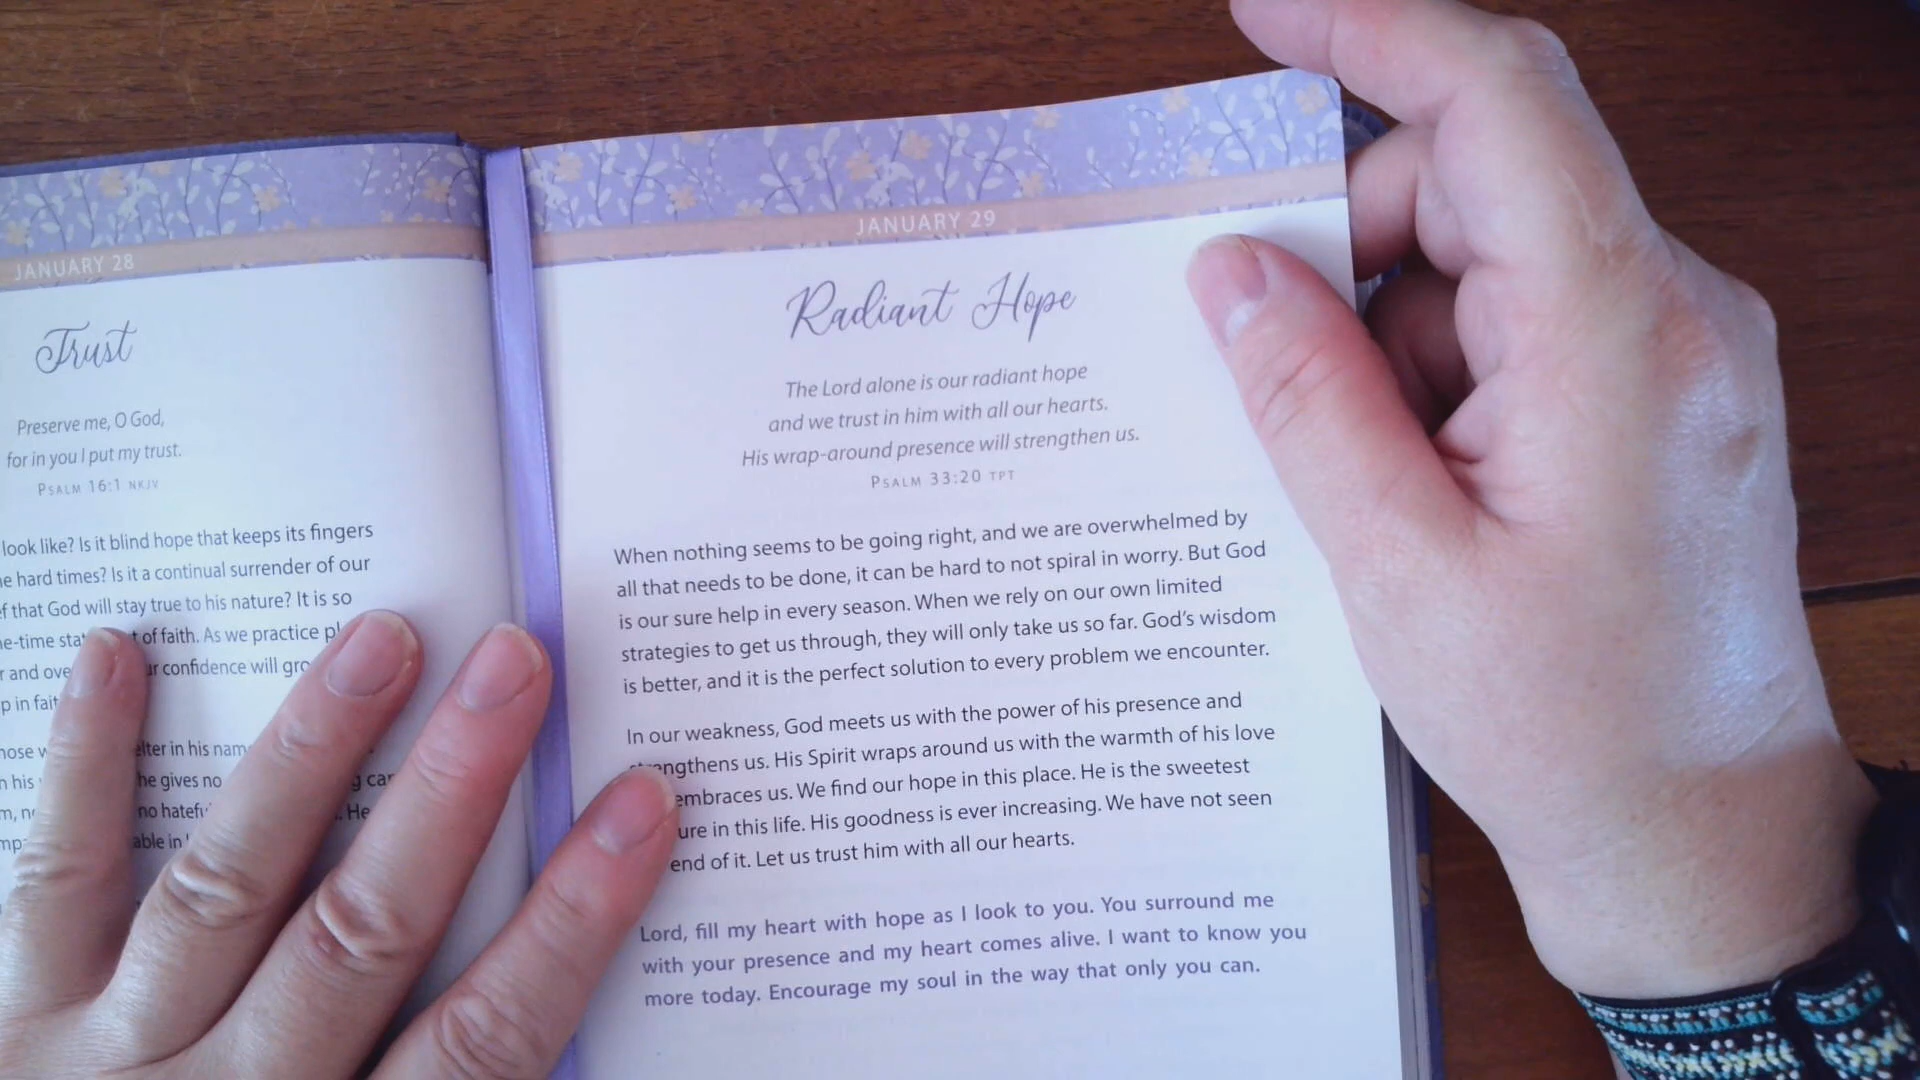 JANUARY 28
Trust
Preserve me, O God,
for in you I put my trust.
PSALM 16:1 NKJV
look like? Is it blind hope that keeps its fingers
hard times? Is it a continual surrender of our
that God will stay true to his nature? It is so
of faith. As we practice
and confidence will
in
in his he gives no
no
able in
JANUARY 29
Radiant Hope
The Lord alone is our radiant hope
and we trust in him with all our hearts.
His wrap-around presence will strengthen us.
PSALM 33:20 TPT
When nothing seems to be going right, and we are overwhelmed by
all that needs to be done, it can be hard to not spiral in worry. But God
is our sure help in every season. When we rely on our own limited
strategies to get us through, they will only take us so far. God's wisdom
is better, and it is the perfect solution to every problem we encounter.
In our weakness, God meets us with the power of his presence and
strengthens us. His Spirit wraps around us with the warmth of his love
embraces us. We find our hope in this place. He is the sweetest
in this life. His goodness is ever increasing. We have not seen
end of it. Let us trust him with all our hearts.
Lord, fill my heart with hope as I look to you. You surround me
with your presence and my heart comes alive. I want to know you
more today. Encourage my soul in the way that only you can.